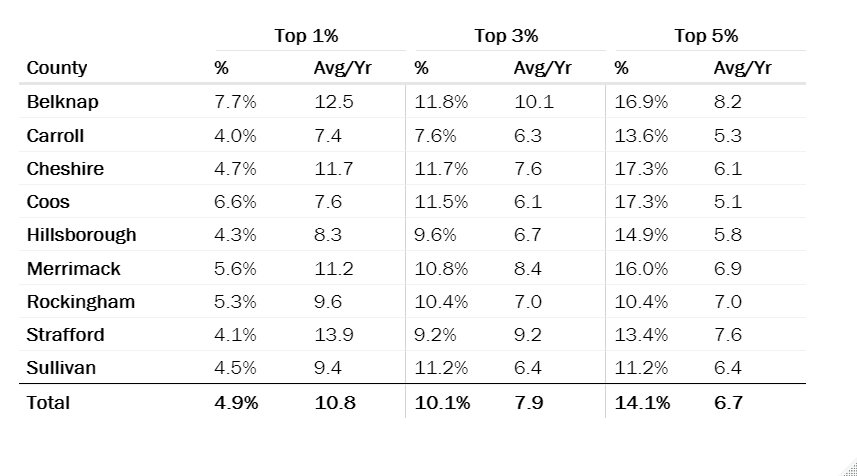 Top 1% Top 3% Top 5%
County % Avg/Yr % Avg/Yr % Avg/Yr
Belknap 7.7% 12.5 11.8% 10.1 16.9% 8.2
Carroll 4.0% 7.4 7.6% 6.3 13.6% 5.3
Cheshire 4.7% 11.7 11.7% 7.6 17.3% 6.1
Coos 6.6% 7.6 11.5% 6.1 17.3% 5.1
Hillsborough 4.3% 8.3 9.6% 6.7 14.9% 5.8
Merrimack 5.6% 11.2 10.8% 8.4 16.0% 6.9
Rockingham 5.3% 9.6 10.4% 7.0 10.4% 7.0
Strafford 4.1% 13.9 9.2% 9.2 13.4% 7.6
Sullivan 4.5% 9.4 11.2% 6.4 11.2% 6.4
Total 4.9% 10.8 10.1% 7.9 14.1% 6.7